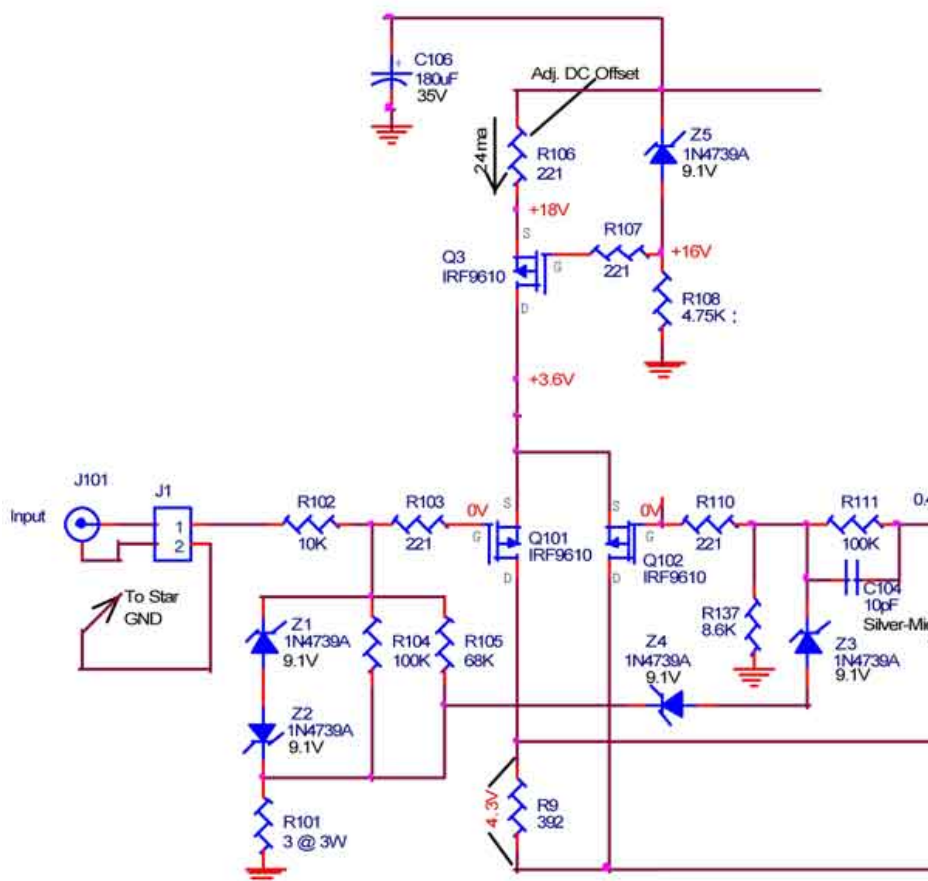 C106
180uF
35V
Adj. DC Offset
24ma
R106
221
Z5
1N4739A
9.1V
+18V
S
G
D
Q3
IRF9610
R107
221
+16V
R108
4.75K :
+3.6V
J101
Input
J1
1
2
To Star
GND
R102
10K
R103
221
0V
G
S
D
Q101
IRF9610
S
G
D
0V
Q102
IRF9610
R110
221
R111
100K
0.4
C104
10pF
Silver-Mi
R137
8.6K
Z1
1N4739A
9.1V
R104
100K
R105
68K
Z4
1N4739A
9.1V
Z3
1N4739A
9.1V
Z2
1N4739A
9.1V
R101
3 @ 3W
4.3V
R9
392